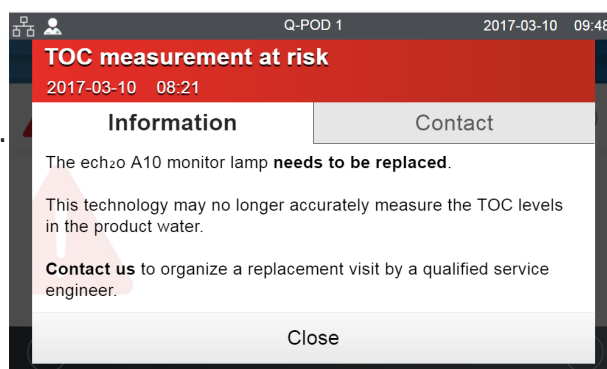 Q-POD 1 2017-03-10 09:48
TOC measurement at risk
2017-03-10 08:21
Information Contact
The ech₂o A10 monitor lamp needs to be replaced.
This technology may no longer accurately measure the TOC levels
in the product water.
Contact us to organize a replacement visit by a qualified service
engineer.
Close